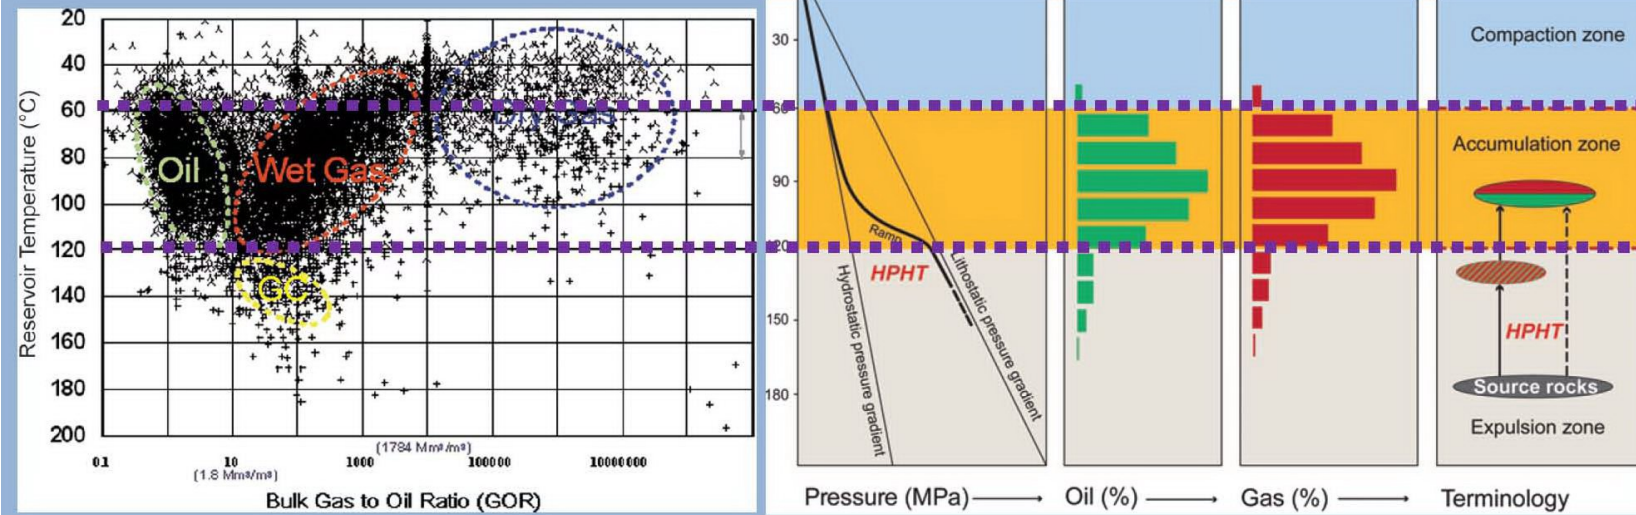 20
40
60
80
100
120
140
160
180
200
Reservoir Temperature (°C)
Oil
Wet Gas
Dry Gas
GC
0.1
10
1000
100000
10000000
(1.8 Mm³/m³)
(1784 Mm³/m³)
Bulk Gas to Oil Ratio (GOR)
30
60
90
120
150
180
Ramp
HPHT
Hydrostatic pressure gradient
Lithostatic pressure gradient
Compaction zone
Accumulation zone
HPHT
Source rocks
Expulsion zone
Pressure (MPa)
Oil (%)
Gas (%)
Terminology